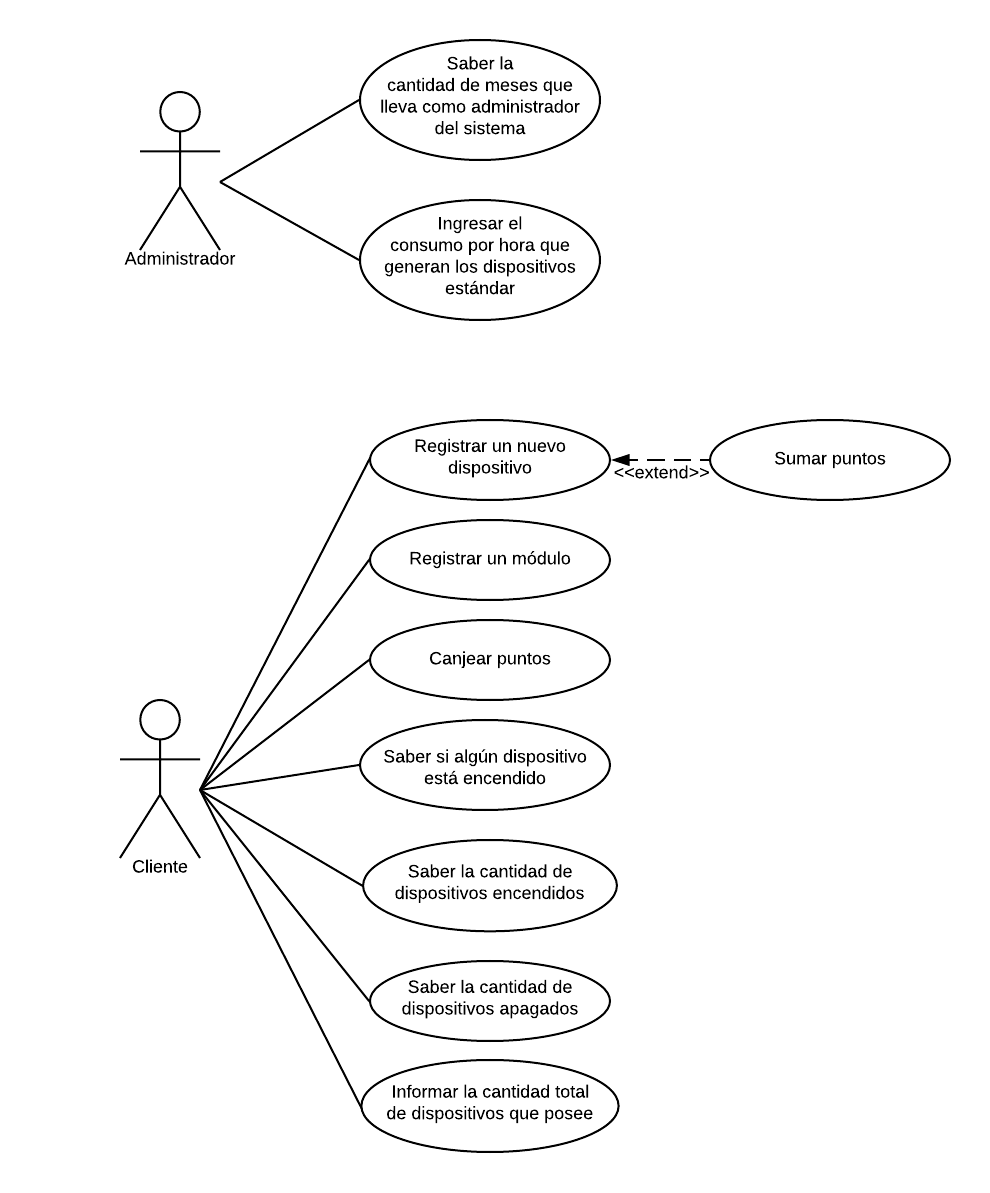 Saber la
cantidad de meses que
lleva como administrador
del sistema
Administrador
Ingresar el
consumo por hora que
generan los dispositivos
estándar
Registrar un nuevo
dispositivo
<<extend>>
Sumar puntos
Registrar un módulo
Canjear puntos
Saber si algún dispositivo
está encendido
Cliente
Saber la cantidad de
dispositivos encendidos
Saber la cantidad de
dispositivos apagados
Informar la cantidad total
de dispositivos que posee